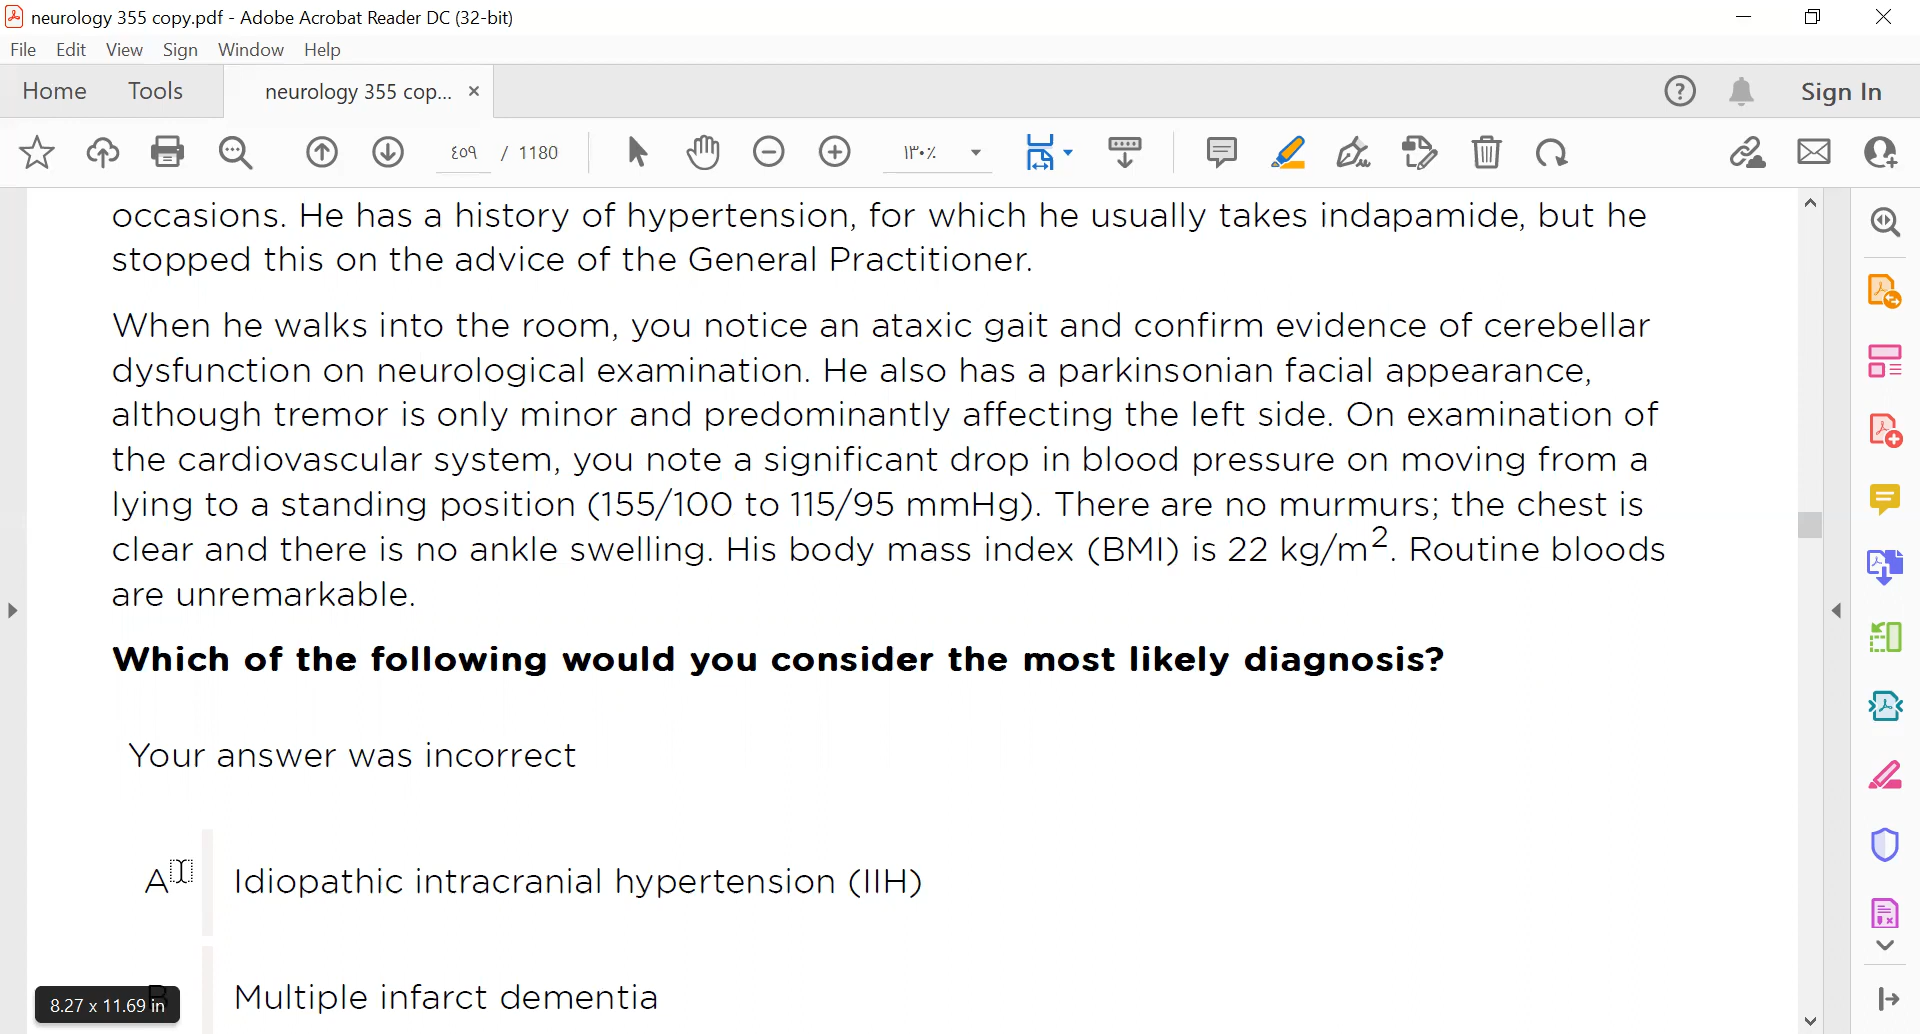 neurology 355 copy.pdf - Adobe Acrobat Reader DC (32-bit)
File Edit View Sign Window Help
Home Tools neurology 355 cop... × Sign In
٤٥٩ / 1180 ١٣٠٪
occasions. He has a history of hypertension, for which he usually takes indapamide, but he
stopped this on the advice of the General Practitioner.
When he walks into the room, you notice an ataxic gait and confirm evidence of cerebellar
dysfunction on neurological examination. He also has a parkinsonian facial appearance,
although tremor is only minor and predominantly affecting the left side. On examination of
the cardiovascular system, you note a significant drop in blood pressure on moving from a
lying to a standing position (155/100 to 115/95 mmHg). There are no murmurs; the chest is
clear and there is no ankle swelling. His body mass index (BMI) is 22 kg/m². Routine bloods
are unremarkable.
Which of the following would you consider the most likely diagnosis?
Your answer was incorrect
A Idiopathic intracranial hypertension (IIH)
B Multiple infarct dementia
8.27 x 11.69 in